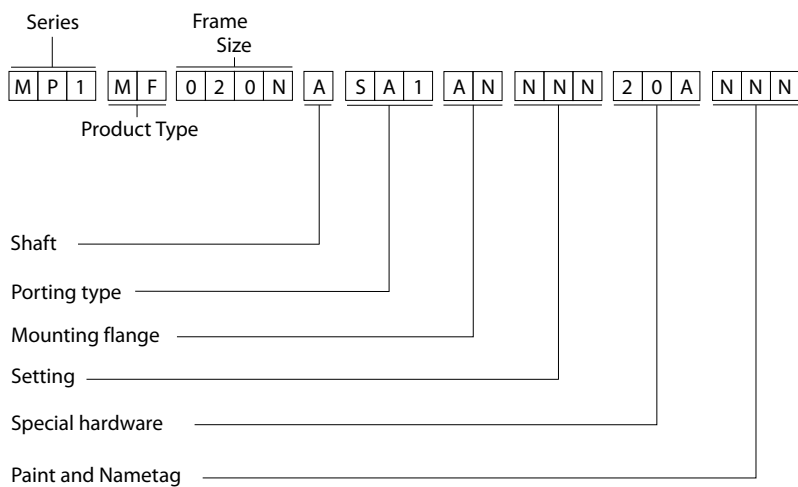 Series
Frame
Size
M P 1 M F 0 2 0 N A S A 1 A N N N N 2 0 A N N N
Product Type
Shaft
Porting type
Mounting flange
Setting
Special hardware
Paint and Nametag